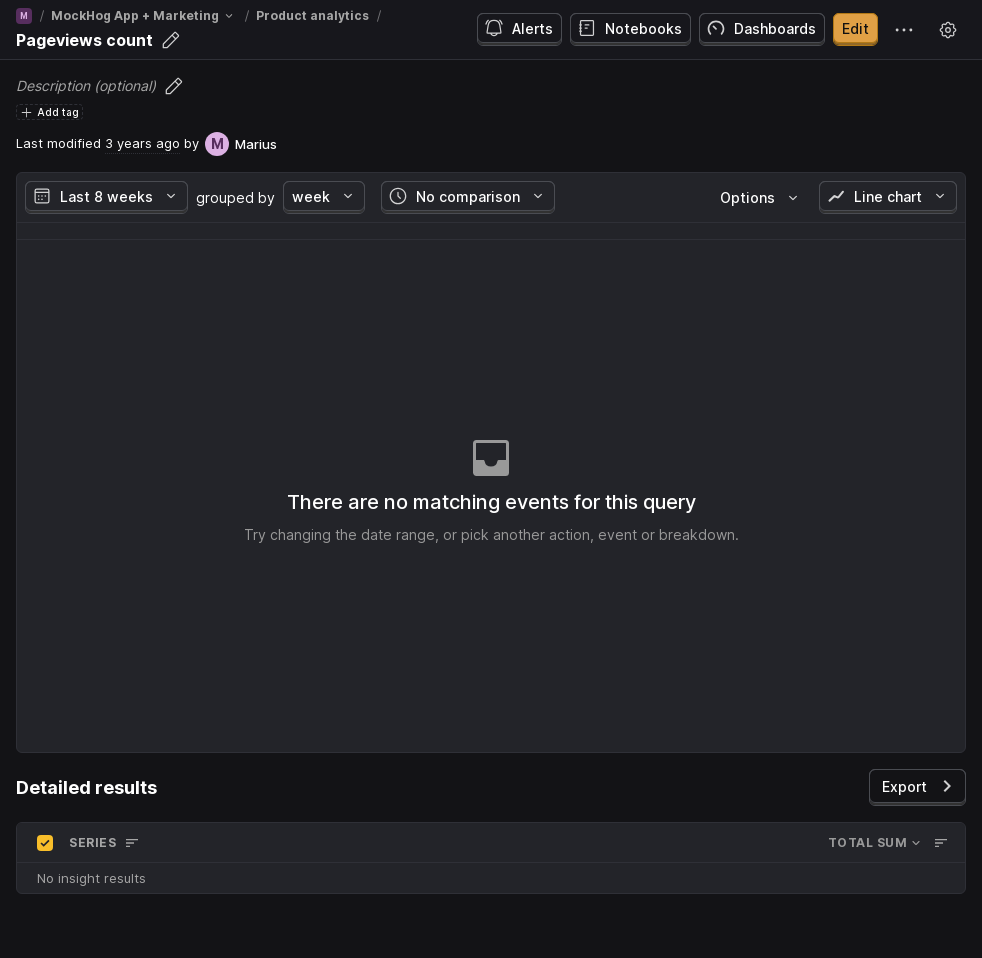 M / MockHog App + Marketing / Product analytics /
Pageviews count
Alerts Notebooks Dashboards Edit
Description (optional)
Add tag
Last modified 3 years ago by M Marius
Last 8 weeks grouped by week No comparison Options Line chart
There are no matching events for this query
Try changing the date range, or pick another action, event or breakdown.
Detailed results Export
SERIES TOTAL SUM
No insight results